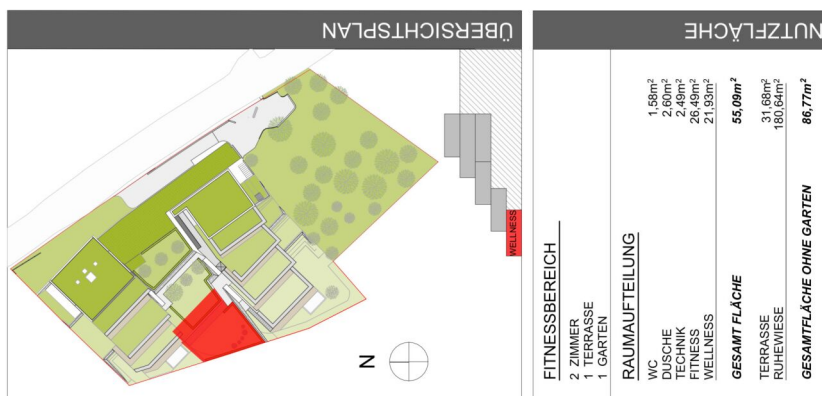 ÜBERSICHTSPLAN
WELLNESS
N
NUTZFLÄCHE
FITNESSBEREICH
2 ZIMMER
1 TERRASSE
1 GARTEN
RAUMAUFTEILUNG
WC 1,58m²
DUSCHE 2,60m²
TECHNIK 2,49m²
FITNESS 26,49m²
WELLNESS 21,93m²
GESAMT FLÄCHE 55,09m²
TERRASSE 31,68m²
RUHEWIESE 180,64m²
GESAMTFLÄCHE OHNE GARTEN 86,77m²